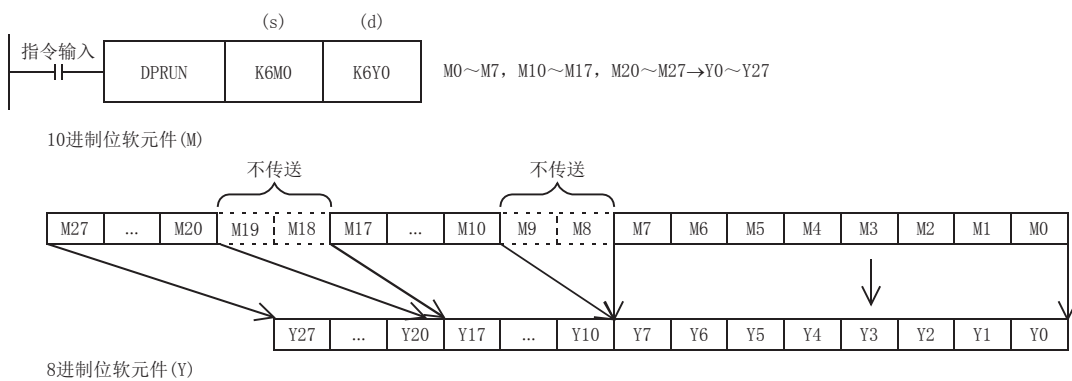 (s) (d)
指令输入
DPRUN K6M0 K6Y0 M0～M7, M10～M17, M20～M27→Y0～Y27
10进制位软元件(M)
不传送 不传送
M27 … M20 M19 M18 M17 … M10 M9 M8 M7 M6 M5 M4 M3 M2 M1 M0
Y27 … Y20 Y17 … Y10 Y7 Y6 Y5 Y4 Y3 Y2 Y1 Y0
8进制位软元件(Y)